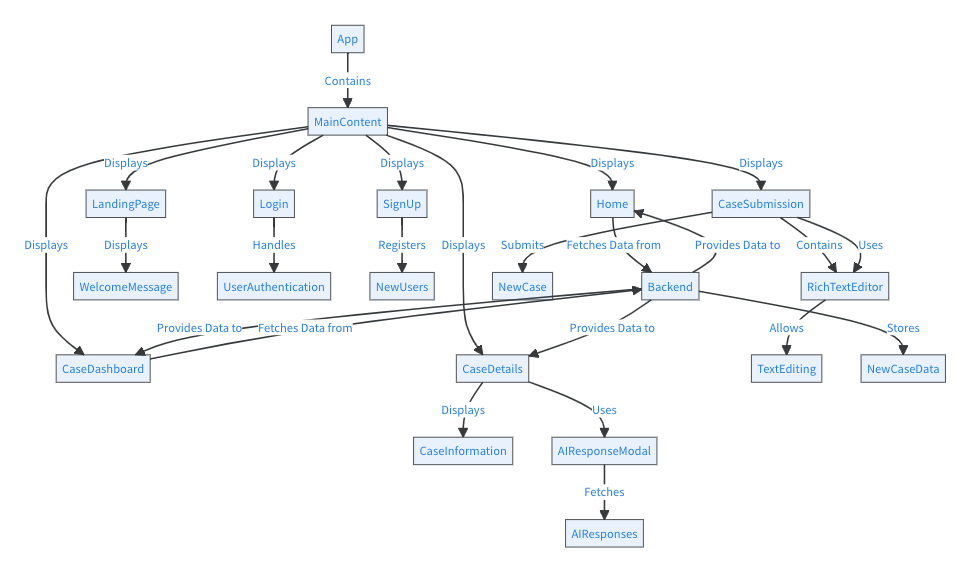 App
Contains
MainContent
Displays
Displays
Displays
Displays
Displays
LandingPage
Login
SignUp
Home
CaseSubmission
Displays
Displays
Handles
Registers
Displays
Submits
Fetches Data from
Provides Data to
Contains
Uses
WelcomeMessage
UserAuthentication
NewUsers
NewCase
Backend
RichTextEditor
Provides Data to
Fetches Data from
Provides Data to
Allows
Stores
CaseDashboard
CaseDetails
TextEditing
NewCaseData
Displays
Uses
CaseInformation
AIResponseModal
Fetches
AIResponses